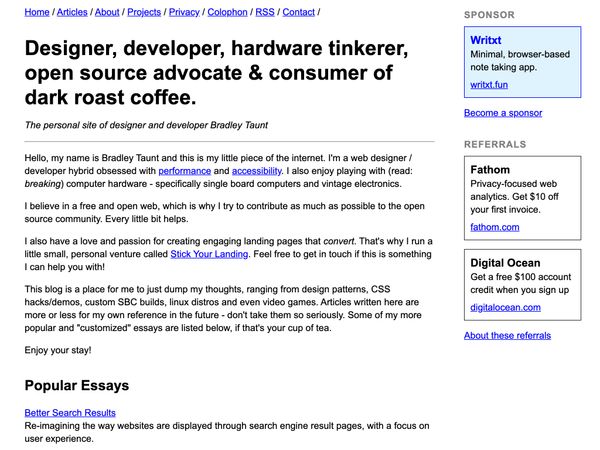 Home / Articles / About / Projects / Privacy / Colophon / RSS / Contact /
Designer, developer, hardware tinkerer,
open source advocate & consumer of
dark roast coffee.
The personal site of designer and developer Bradley Taunt
Hello, my name is Bradley Taunt and this is my little piece of the internet. I'm a web designer /
developer hybrid obsessed with performance and accessibility. I also enjoy playing with (read:
breaking) computer hardware - specifically single board computers and vintage electronics.
I believe in a free and open web, which is why I try to contribute as much as possible to the open
source community. Every little bit helps.
I also have a love and passion for creating engaging landing pages that convert. That's why I run a
little small, personal venture called Stick Your Landing. Feel free to get in touch if this is something
I can help you with!
This blog is a place for me to just dump my thoughts, ranging from design patterns, CSS
hacks/demos, custom SBC builds, linux distros and even video games. Articles written here are
more or less for my own reference in the future - don't take them so seriously. Some of my more
popular and "customized" essays are listed below, if that's your cup of tea.
Enjoy your stay!
Popular Essays
Better Search Results
Re-imagining the way websites are displayed through search engine result pages, with a focus on
user experience.
SPONSOR
Writxt
Minimal, browser-based
note taking app.
writxt.fun
Become a sponsor
REFERRALS
Fathom
Privacy-focused web
analytics. Get $10 off
your first invoice.
fathom.com
Digital Ocean
Get a free $100 account
credit when you sign up
digitalocean.com
About these referrals